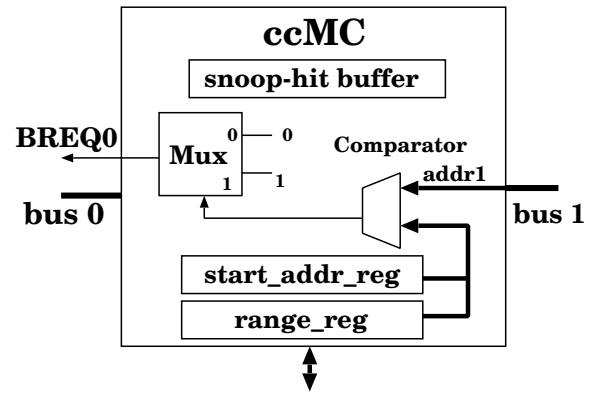 ccMC
snoop-hit buffer
BREQ0
Mux
0
0
1
1
Comparator
addr1
bus 0
bus 1
start_addr_reg
range_reg